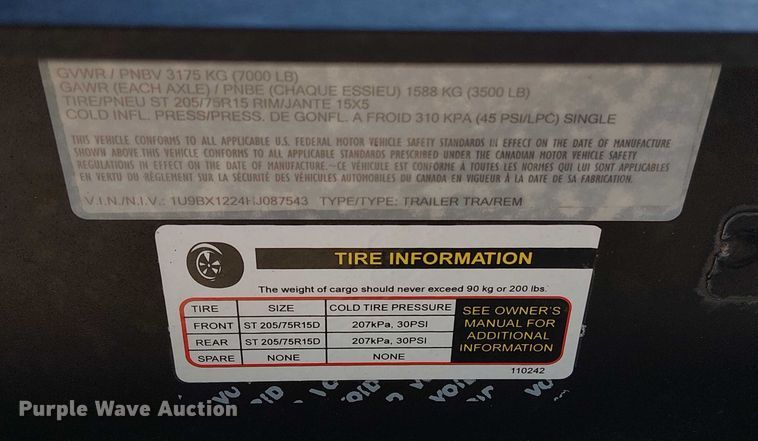 GVWR / PNBV 3175 KG (7000 LB)
GAWR (EACH AXLE) / PNBE (CHAQUE ESSIEU) 1588 KG (3500 LB)
TIRE/PNEU ST 205/75R15 RIM/JANTE 15X5
COLD INFL. PRESS/PRESS. DE GONFL. A FROID 310 KPA (45 PSI/LPC) SINGLE
THIS VEHICLE CONFORMS TO ALL APPLICABLE U.S. FEDERAL MOTOR VEHICLE SAFETY STANDARDS IN EFFECT ON THE DATE OF MANUFACTURE
SHOWN ABOVE THIS VEHICLE CONFORMS TO ALL APPLICABLE STANDARDS PRESCRIBED UNDER THE CANADIAN MOTOR VEHICLE SAFETY
REGULATIONS IN EFFECT ON THE DATE OF MANUFACTURE.–CE VÉHICULE EST CONFORME À TOUTES LES NORMES QUI LUI SONT APPLICABLES
EN VERTU DU RÈGLEMENT SUR LA SÉCURITÉ DES VÉHICULES AUTOMOBILES DU CANADA EN VIGUEUR À LA DATE DE SA FABRICATION.
V.I.N./N.I.V.: 1U9BX1224HJ087543 TYPE/TYPE: TRAILER TRA/REM
TIRE INFORMATION
The weight of cargo should never exceed 90 kg or 200 lbs.
TIRE SIZE COLD TIRE PRESSURE
FRONT ST 205/75R15D 207kPa, 30PSI
REAR ST 205/75R15D 207kPa, 30PSI
SPARE NONE NONE
SEE OWNER'S
MANUAL FOR
ADDITIONAL
INFORMATION
110242
VOID
Purple Wave Auction